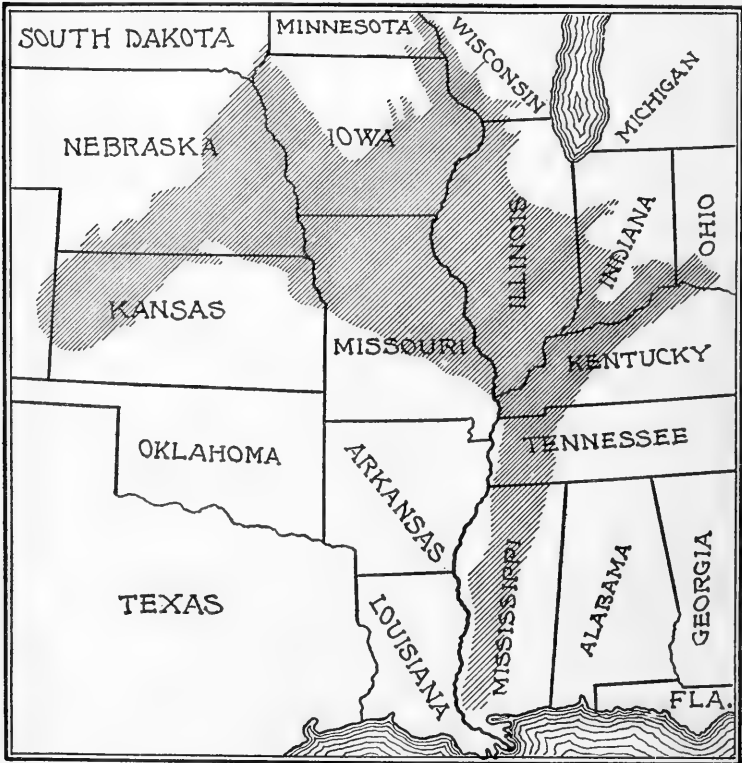 SOUTH DAKOTA
MINNESOTA
WISCONSIN
MICHIGAN
NEBRASKA
IOWA
ILLINOIS
INDIANA
OHIO
KANSAS
MISSOURI
KENTUCKY
OKLAHOMA
ARKANSAS
TENNESSEE
TEXAS
LOUISIANA
MISSISSIPPI
ALABAMA
GEORGIA
FLA.